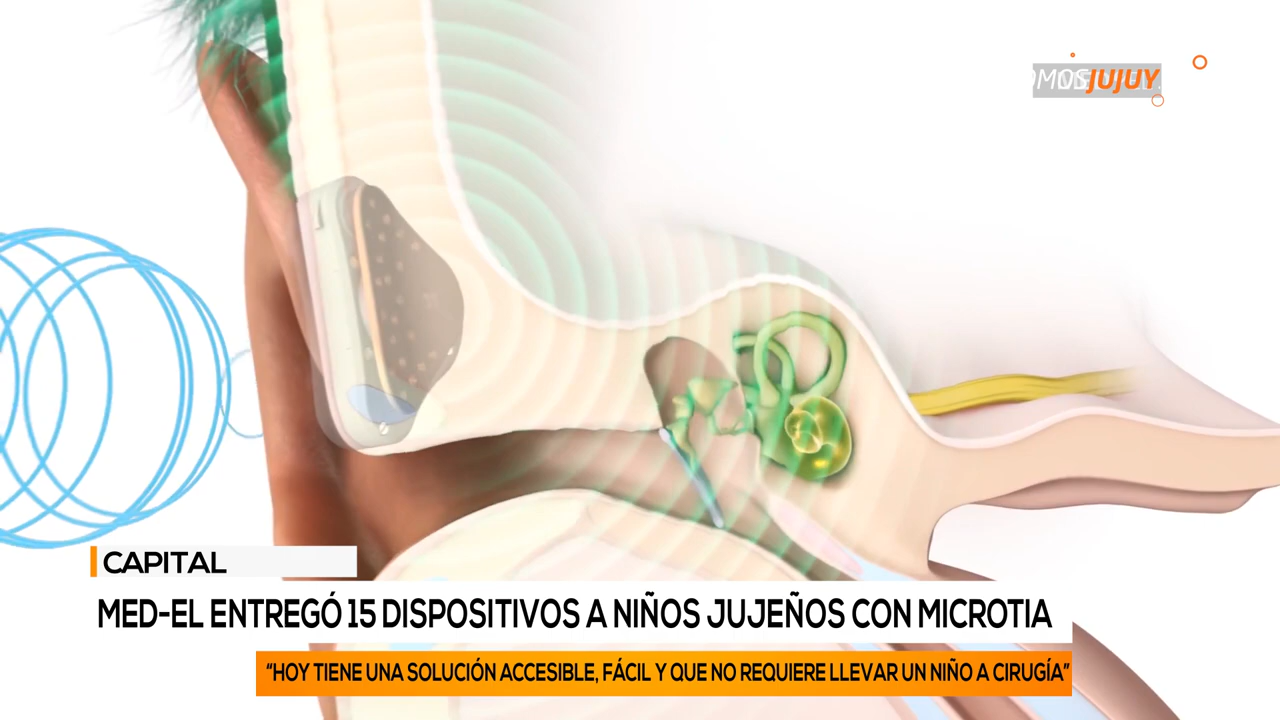 JUJUY
CAPITAL
MED-EL ENTREGÓ 15 DISPOSITIVOS A NIÑOS JUJEÑOS CON MICROTIA
“HOY TIENE UNA SOLUCIÓN ACCESIBLE, FÁCIL Y QUE NO REQUIERE LLEVAR UN NIÑO A CIRUGÍA”